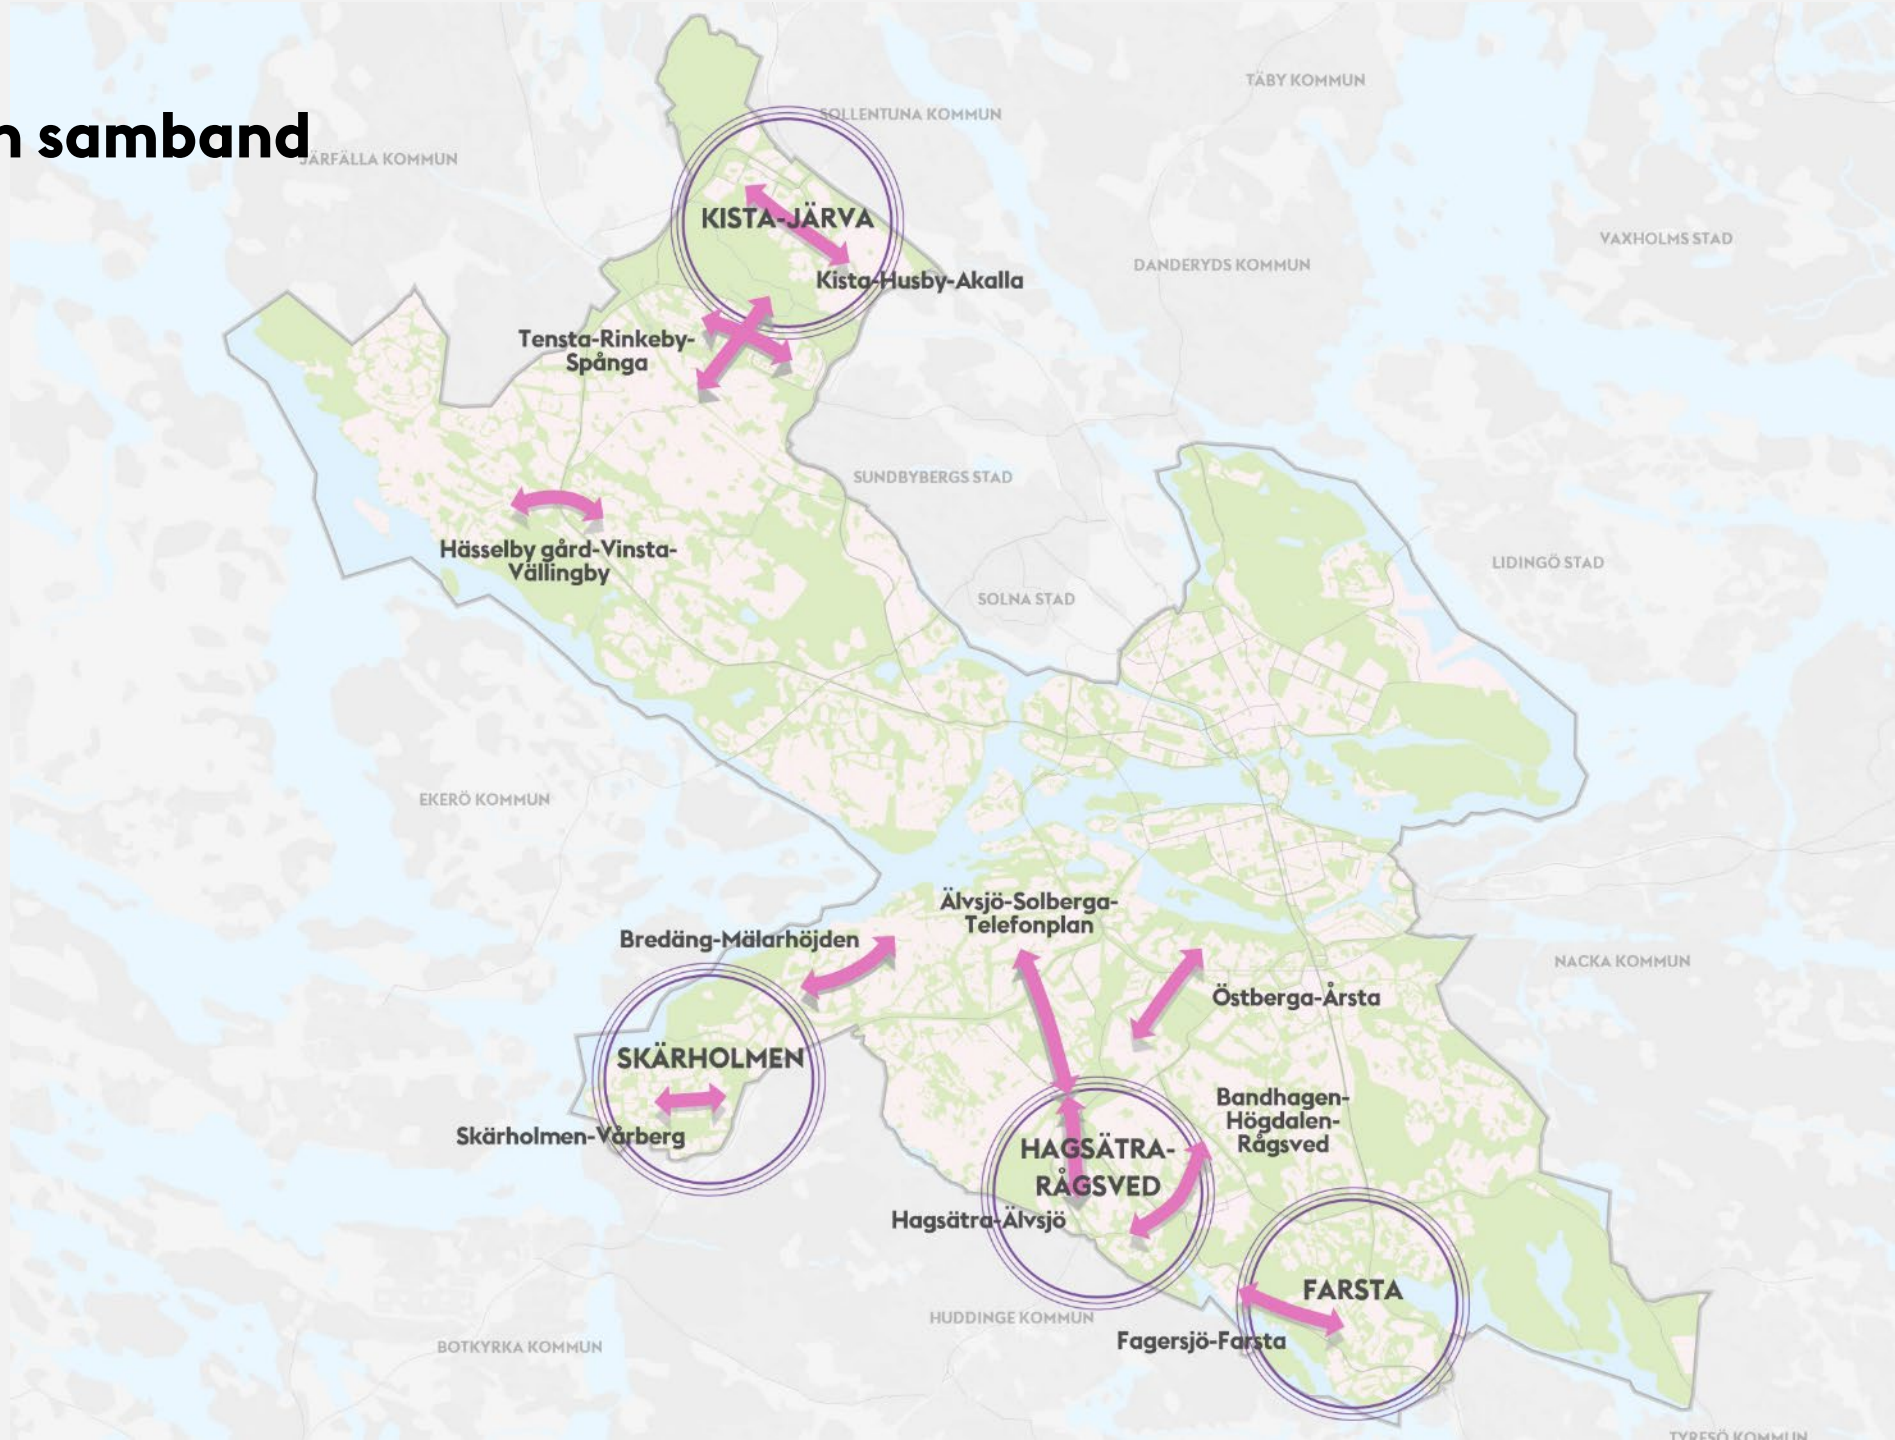 n samband
TÄBY KOMMUN
SOLLENTUNA KOMMUN
JÄRFÄLLA KOMMUN
KISTA-JÄRVA
VAXHOLMS STAD
DANDERYDS KOMMUN
Kista-Husby-Akalla
Tensta-Rinkeby-
Spånga
SUNDBYBERGS STAD
Hässelby gård-Vinsta-
Vällingby
LIDINGÖ STAD
SOLNA STAD
EKERÖ KOMMUN
Älvsjö-Solberga-
Telefonplan
Bredäng-Mälarhöjden
NACKA KOMMUN
Östberga-Årsta
SKÄRHOLMEN
Skärholmen-Vårberg
Bandhagen-
Högdalen-
Rågsved
HAGSÄTRA-
RÅGSVED
Hagsätra-Älvsjö
FARSTA
HUDDINGE KOMMUN
Fagersjö-Farsta
BOTKYRKA KOMMUN
TYRESÖ KOMMUN